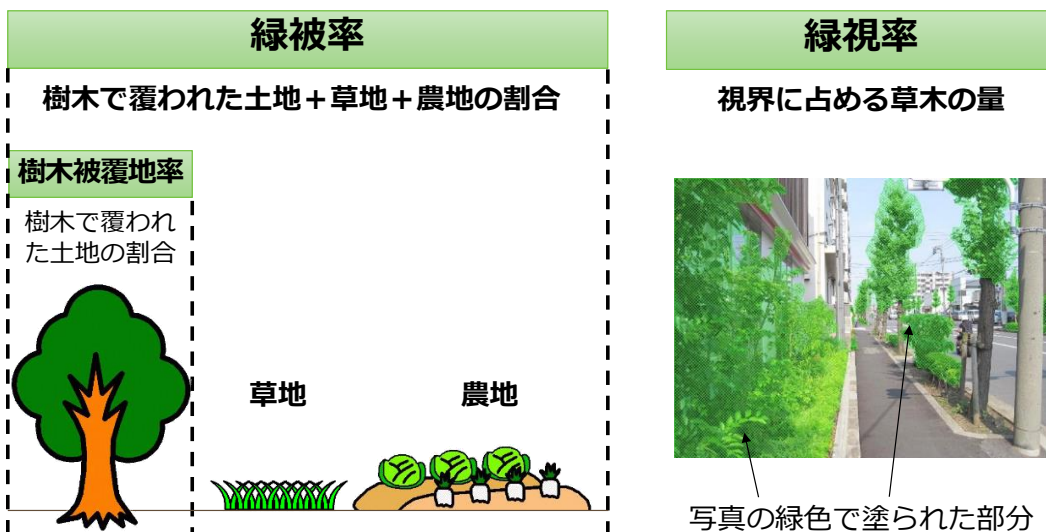 緑被率
樹木で覆われた土地＋草地＋農地の割合
樹木被覆地率
樹木で覆われ
た土地の割合
草地
農地
緑視率
視界に占める草木の量
写真の緑色で塗られた部分